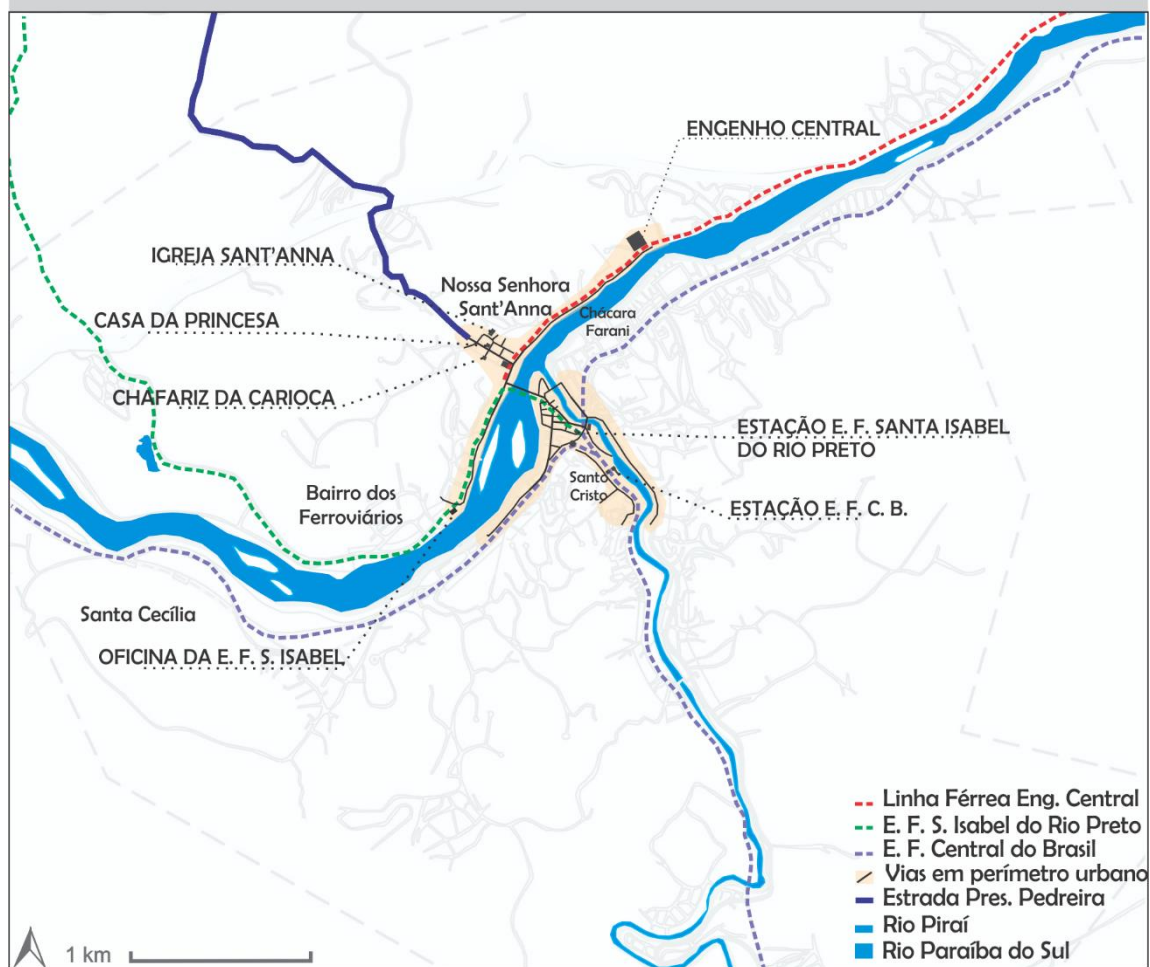 ENGENHO CENTRAL
IGREJA SANT'ANNA
Nossa Senhora
Sant'Anna
Chácara
Farani
CASA DA PRINCESA
CHAFARIZ DA CARIOCA
ESTAÇÃO E. F. SANTA ISABEL
DO RIO PRETO
Santo
Cristo
Bairro dos
Ferroviários
ESTAÇÃO E. F. C. B.
Santa Cecília
OFICINA DA E. F. S. ISABEL
Linha Férrea Eng. Central
E. F. S. Isabel do Rio Preto
E. F. Central do Brasil
Vias em perímetro urbano
Estrada Pres. Pedreira
Rio Piraí
Rio Paraíba do Sul
1 km